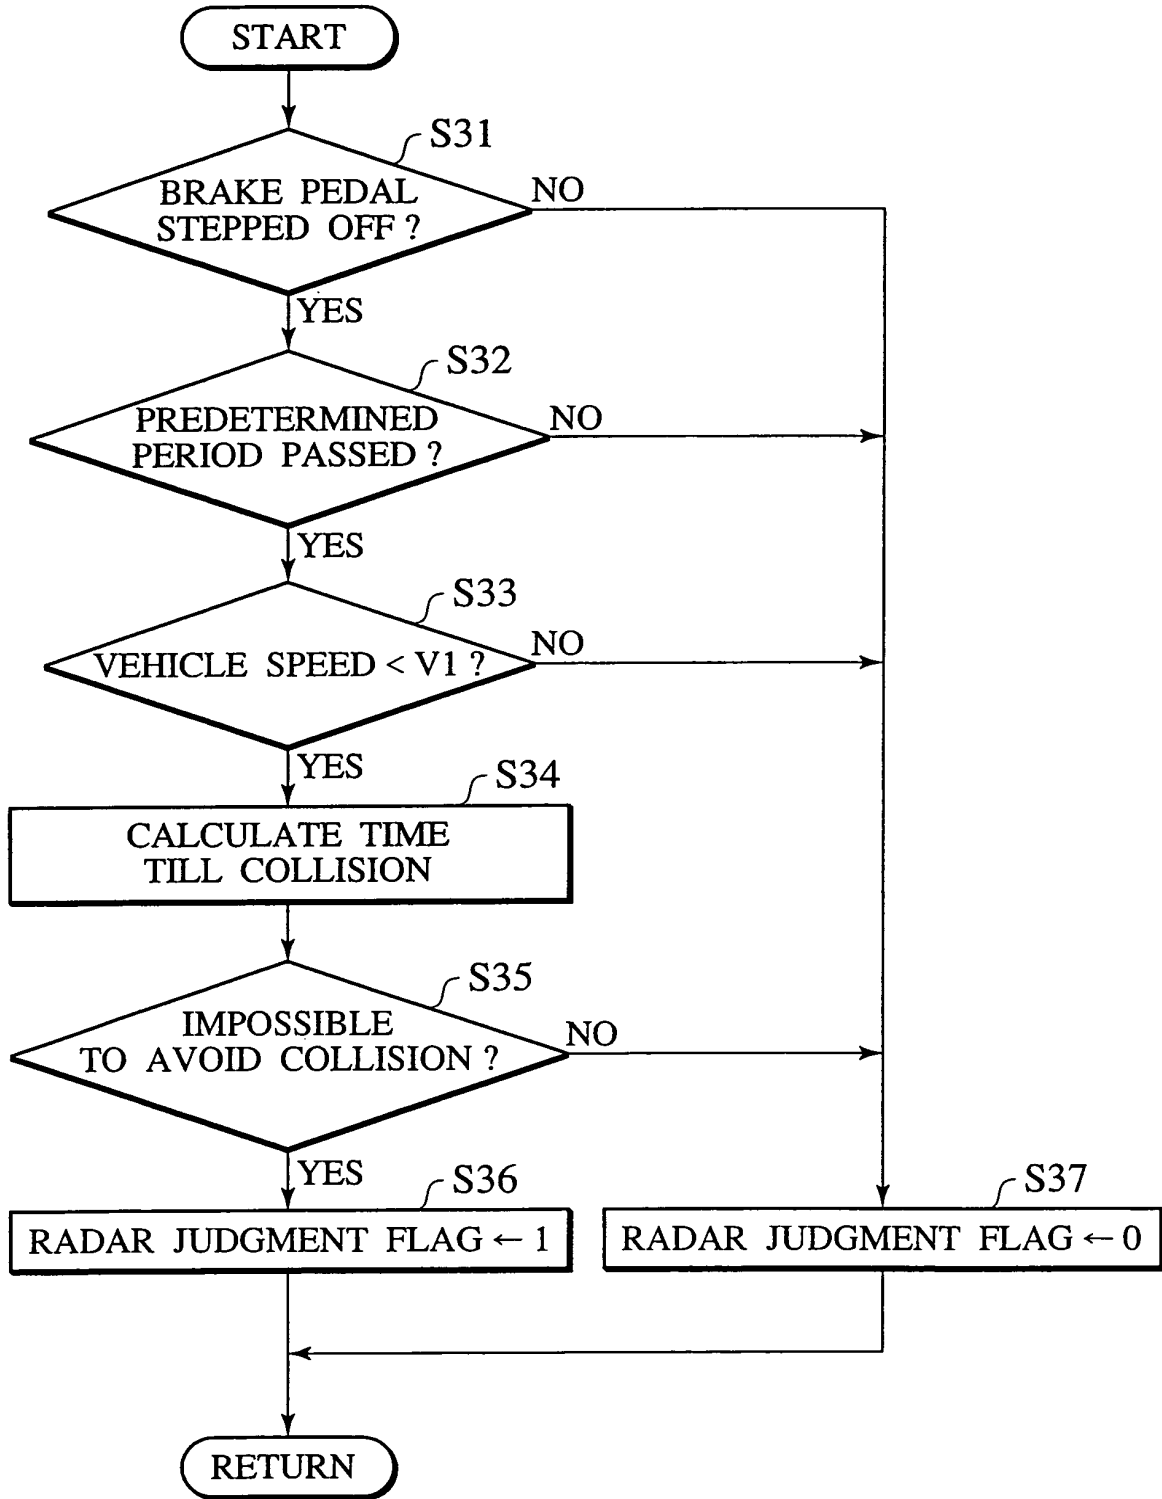 START
S31
BRAKE PEDAL
STEPPED OFF ?
NO
YES
S32
PREDETERMINED
PERIOD PASSED ?
NO
YES
S33
VEHICLE SPEED < V1 ?
NO
YES
S34
CALCULATE TIME
TILL COLLISION
S35
IMPOSSIBLE
TO AVOID COLLISION ?
NO
YES
S36
RADAR JUDGMENT FLAG ← 1
S37
RADAR JUDGMENT FLAG ← 0
RETURN